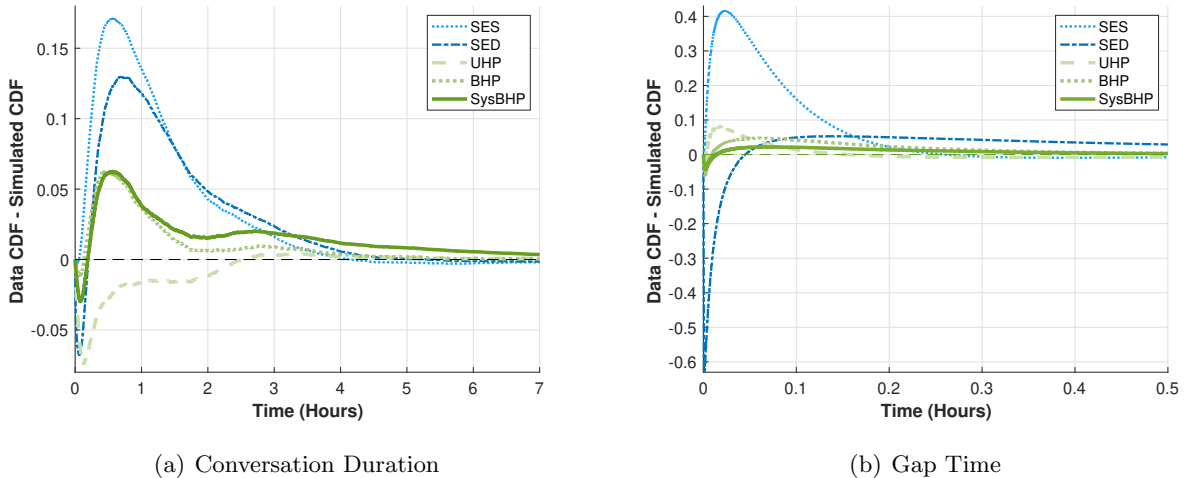 Data CDF - Simulated CDF
0.15
0.1
0.05
0
-0.05
SES
SED
UHP
BHP
SysBHP
0 1 2 3 4 5 6 7
Time (Hours)
(a) Conversation Duration
Data CDF - Simulated CDF
0.4
0.3
0.2
0.1
0
-0.1
-0.2
-0.3
-0.4
-0.5
-0.6
SES
SED
UHP
BHP
SysBHP
0 0.1 0.2 0.3 0.4 0.5
Time (Hours)
(b) Gap Time